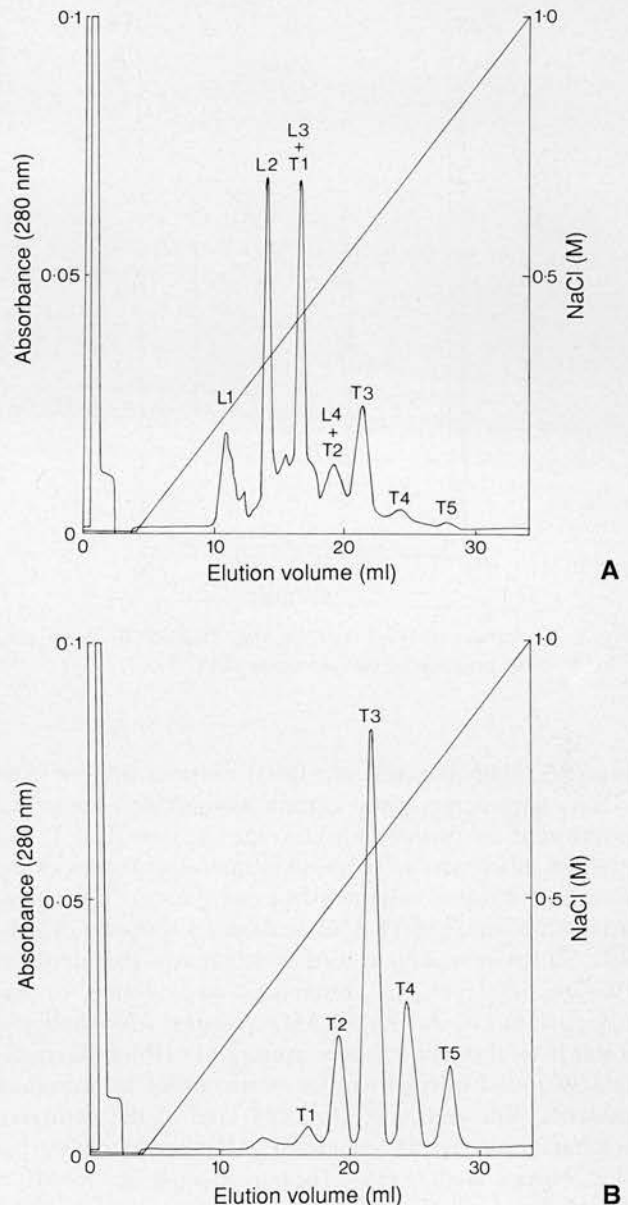 0·1
1·0
Absorbance (280 nm)
NaCl (M)
L3
+
L2 T1
0·05
0·5
L1
L4
+
T2
T3
T4
T5
0
0 10 20 30
Elution volume (ml)
A
0·1
1·0
Absorbance (280 nm)
NaCl (M)
T3
0·05
0·5
T4
T2
T5
T1
0
0 10 20 30
Elution volume (ml)
B